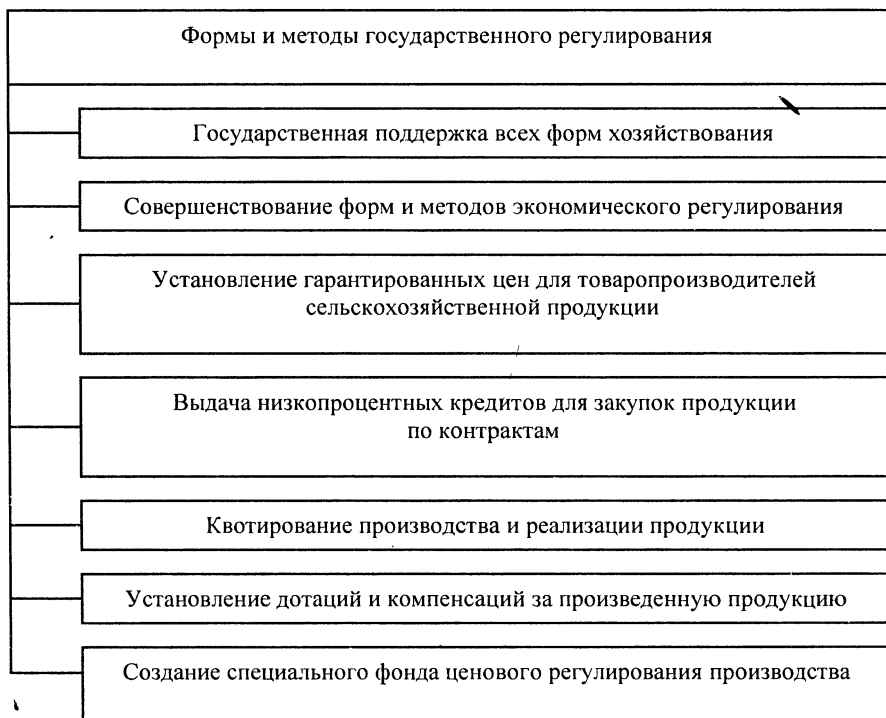 Формы и методы государственного регулирования
Государственная поддержка всех форм хозяйствования
Совершенствование форм и методов экономического регулирования
Установление гарантированных цен для товаропроизводителей
сельскохозяйственной продукции
Выдача низкопроцентных кредитов для закупок продукции
по контрактам
Квотирование производства и реализации продукции
Установление дотаций и компенсаций за произведенную продукцию
Создание специального фонда ценового регулирования производства